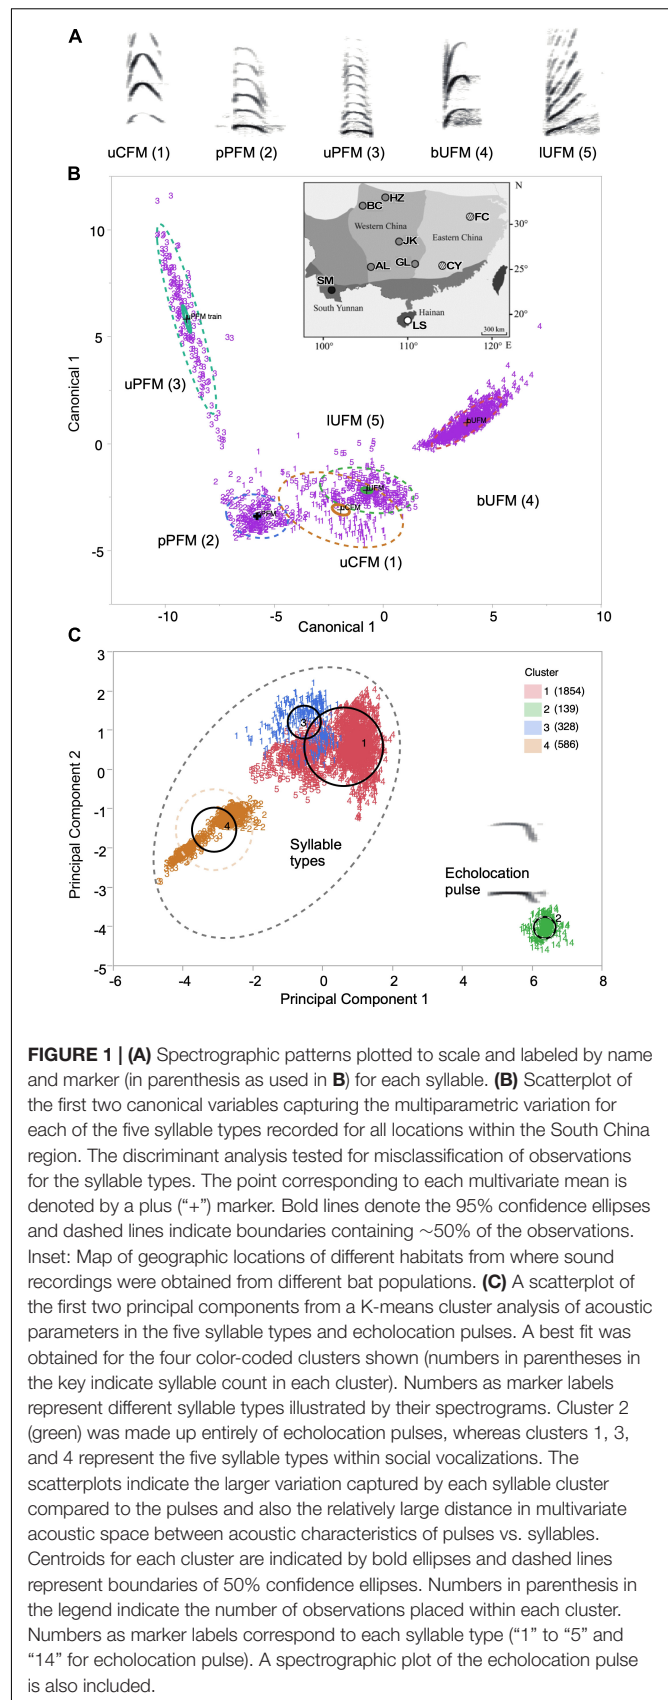 A
uCFM (1)
pPFM (2)
uPFM (3)
bUFM (4)
lUFM (5)
B
Canonical 1
10
5
0
-5
-10
-5
0
5
10
Canonical 1
uPFM (3)
pPFM (2)
lUFM (5)
uCFM (1)
bUFM (4)
uPFM train
pUFM
HZ
BC
FC
Western China
Eastern China
JK
AL
GL
CY
SM
South Yunnan
Hainan
LS
N
30°
25°
20°
E
100°
110°
120°
300 km
C
Principal Component 2
3
2
1
0
-1
-2
-3
-4
-5
-6
-4
-2
0
2
4
6
8
Principal Component 1
Cluster
1 (1854)
2 (139)
3 (328)
4 (586)
Syllable
types
Echolocation
pulse
1
2
3
4
FIGURE 1 | (A) Spectrographic patterns plotted to scale and labeled by name
and marker (in parenthesis as used in B) for each syllable. (B) Scatterplot of
the first two canonical variables capturing the multiparametric variation for
each of the five syllable types recorded for all locations within the South China
region. The discriminant analysis tested for misclassification of observations
for the syllable types. The point corresponding to each multivariate mean is
denoted by a plus (“+”) marker. Bold lines denote the 95% confidence ellipses
and dashed lines indicate boundaries containing ∼50% of the observations.
Inset: Map of geographic locations of different habitats from where sound
recordings were obtained from different bat populations. (C) A scatterplot of
the first two principal components from a K-means cluster analysis of acoustic
parameters in the five syllable types and echolocation pulses. A best fit was
obtained for the four color-coded clusters shown (numbers in parentheses in
the key indicate syllable count in each cluster). Numbers as marker labels
represent different syllable types illustrated by their spectrograms. Cluster 2
(green) was made up entirely of echolocation pulses, whereas clusters 1, 3,
and 4 represent the five syllable types within social vocalizations. The
scatterplots indicate the larger variation captured by each syllable cluster
compared to the pulses and also the relatively large distance in multivariate
acoustic space between acoustic characteristics of pulses vs. syllables.
Centroids for each cluster are indicated by bold ellipses and dashed lines
represent boundaries of 50% confidence ellipses. Numbers in parenthesis in
the legend indicate the number of observations placed within each cluster.
Numbers as marker labels correspond to each syllable type (“1” to “5” and
“14” for echolocation pulse). A spectrographic plot of the echolocation pulse
is also included.